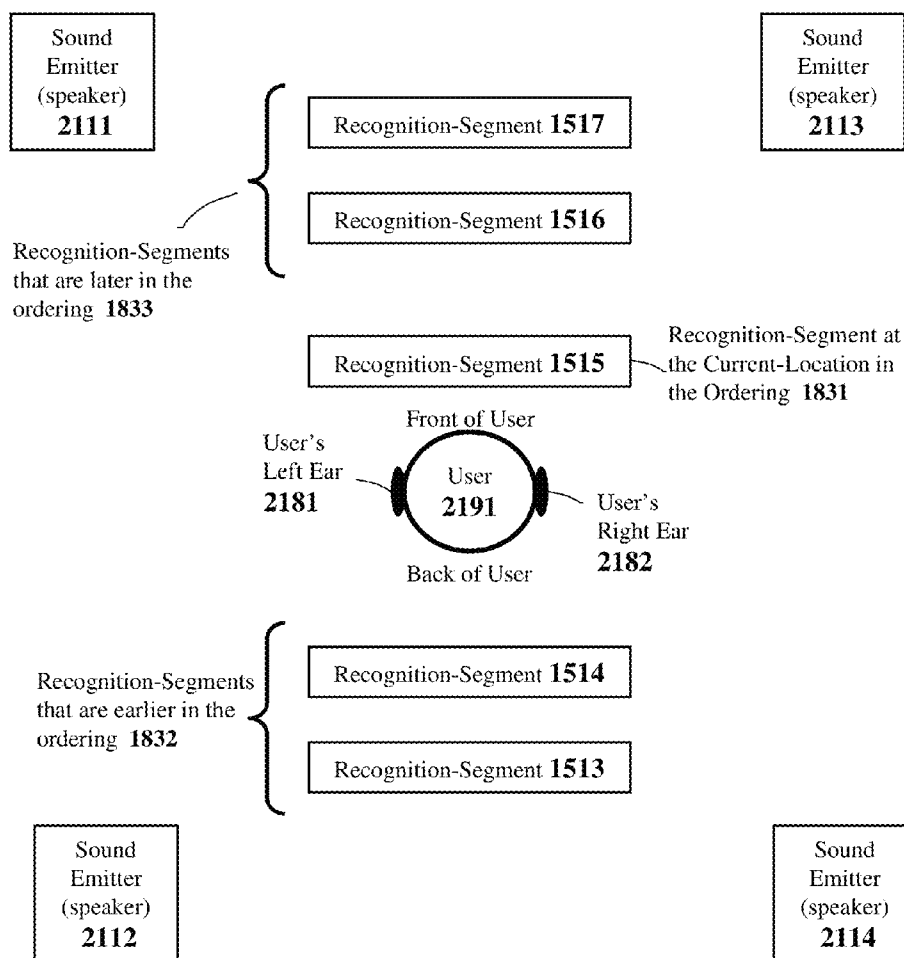 Sound
Emitter
(speaker)
2111
Sound
Emitter
(speaker)
2113
Recognition-Segment 1517
Recognition-Segment 1516
Recognition-Segments
that are later in the
ordering 1833
Recognition-Segment 1515
Recognition-Segment at
the Current-Location in
the Ordering 1831
Front of User
User's
Left Ear
2181
User
2191
User's
Right Ear
2182
Back of User
Recognition-Segment 1514
Recognition-Segments
that are earlier in the
ordering 1832
Recognition-Segment 1513
Sound
Emitter
(speaker)
2112
Sound
Emitter
(speaker)
2114